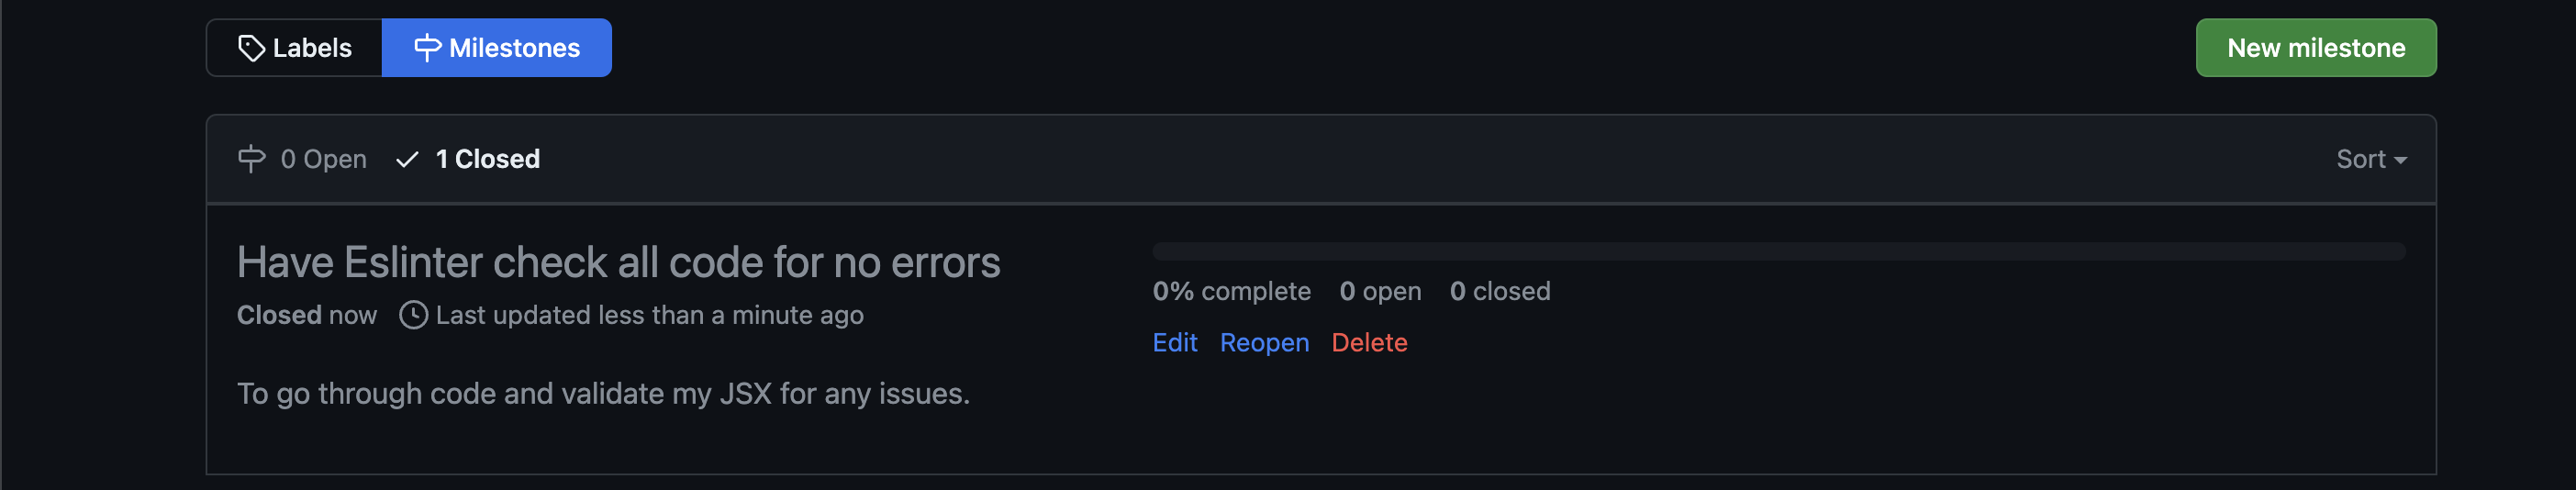 Labels Milestones New milestone
0 Open 1 Closed Sort
Have Eslinter check all code for no errors
Closed now Last updated less than a minute ago
To go through code and validate my JSX for any issues.
0% complete 0 open 0 closed
Edit Reopen Delete